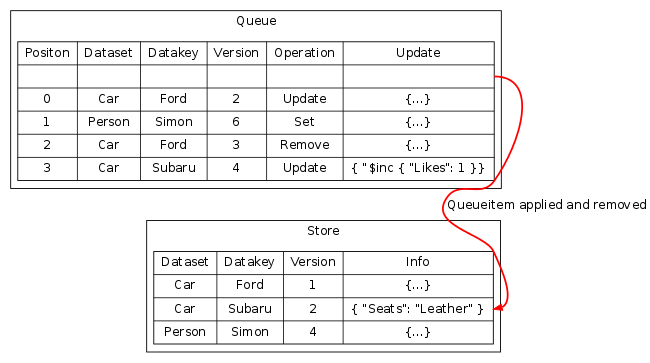 Queue
Positon Dataset Datakey Version Operation Update
0 Car Ford 2 Update {...}
1 Person Simon 6 Set {...}
2 Car Ford 3 Remove {...}
3 Car Subaru 4 Update { "$inc { "Likes": 1 }}
Queueitem applied and removed
Store
Dataset Datakey Version Info
Car Ford 1 {...}
Car Subaru 2 { "Seats": "Leather" }
Person Simon 4 {...}